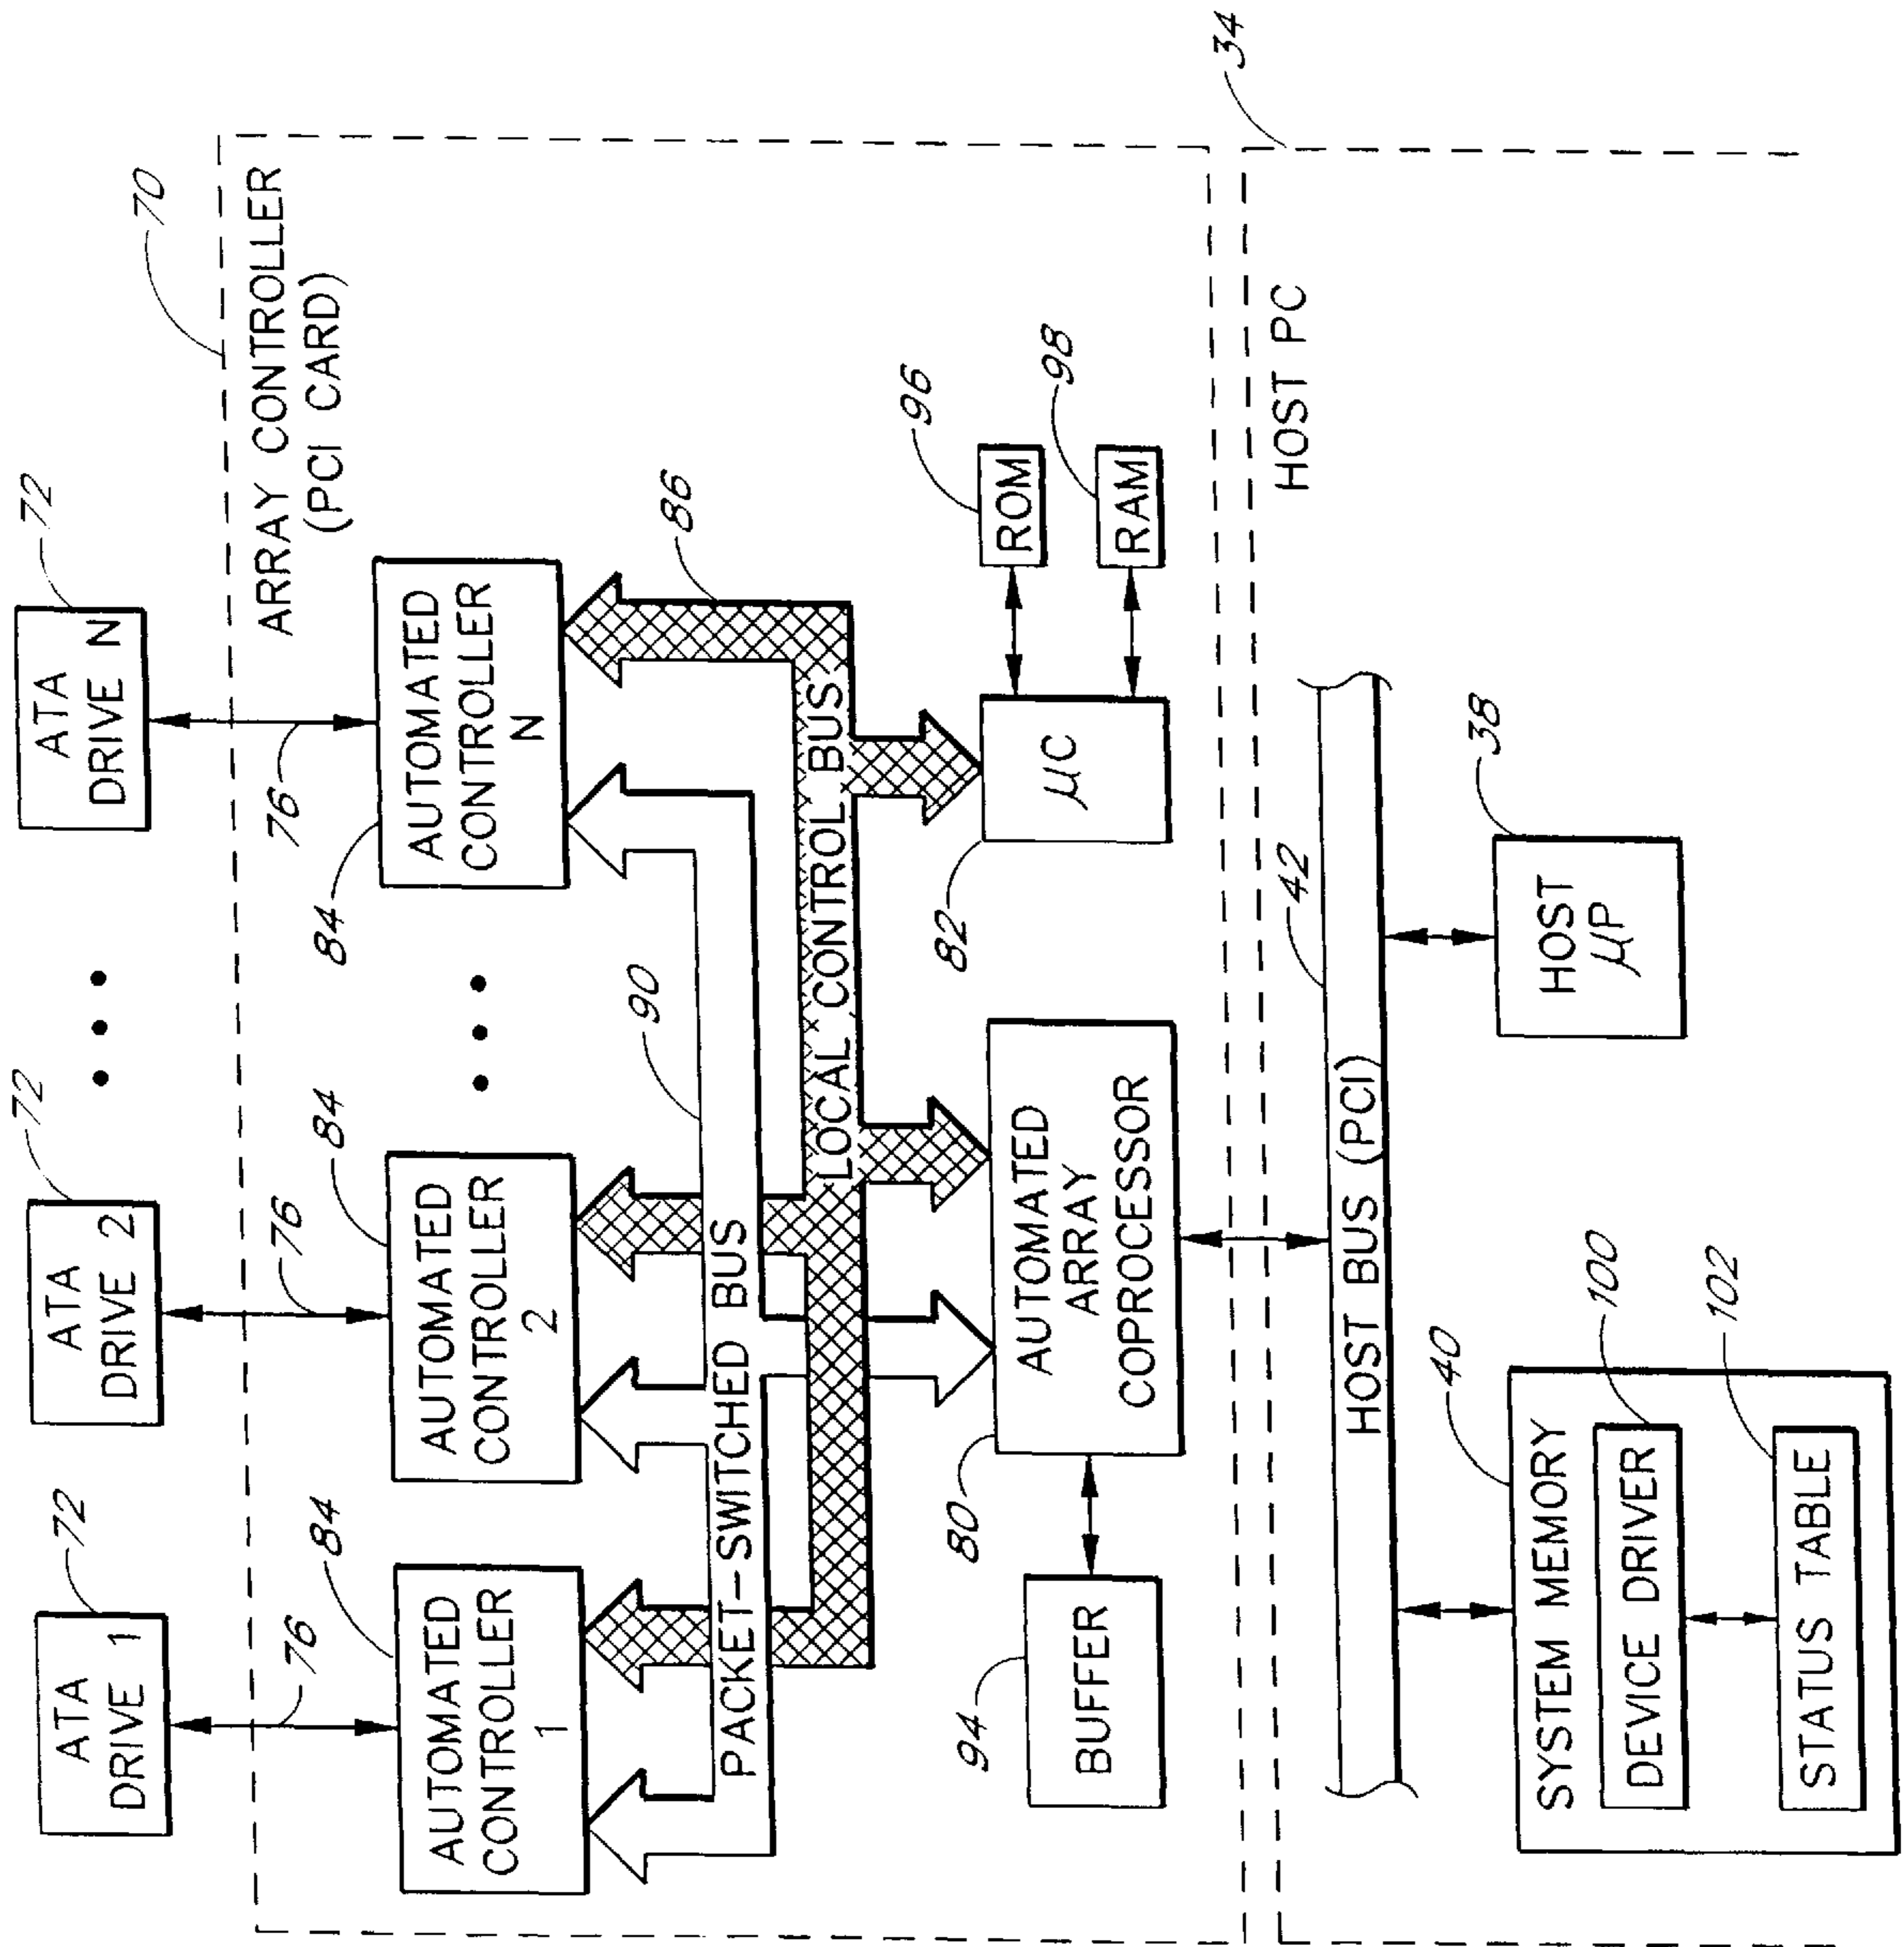 72
72
72
ATA
DRIVE 1
ATA
DRIVE 2
ATA
DRIVE N
70
76
76
76
ARRAY CONTROLLER
(PCI CARD)
84
84
84
AUTOMATED
CONTROLLER
1
AUTOMATED
CONTROLLER
2
AUTOMATED
CONTROLLER
N
90
86
PACKET-SWITCHED BUS
LOCAL CONTROL BUS
94
BUFFER
80
AUTOMATED
ARRAY
COPROCESSOR
82
μC
96
ROM
98
RAM
34
HOST PC
42
HOST BUS (PCI)
40
SYSTEM MEMORY
100
DEVICE DRIVER
102
STATUS TABLE
38
HOST
μP